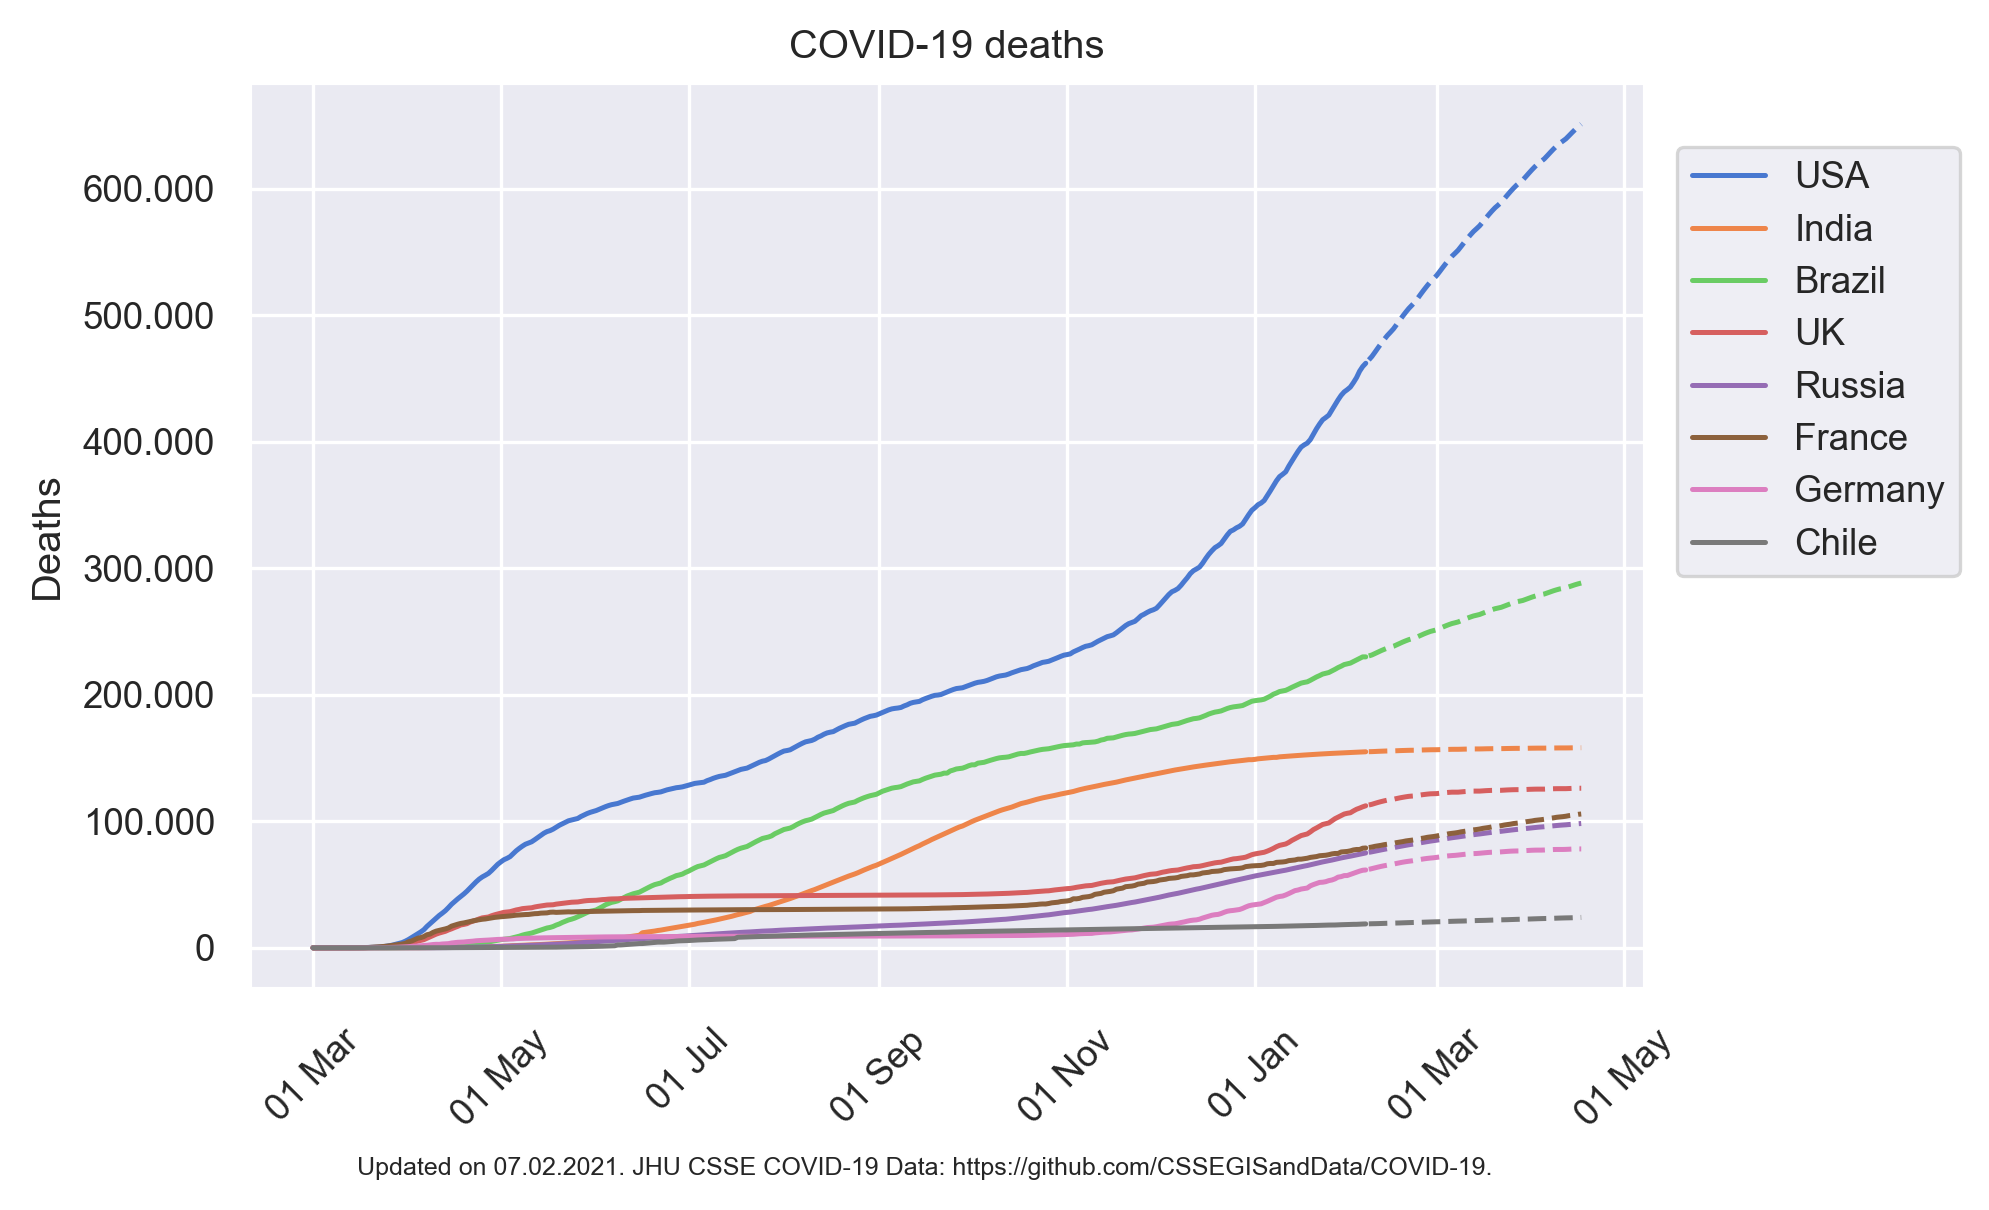 COVID-19 deaths
600.000
500.000
400.000
300.000
200.000
100.000
0
Deaths
USA
India
Brazil
UK
Russia
France
Germany
Chile
01 Mar
01 May
01 Jul
01 Sep
01 Nov
01 Jan
01 Mar
01 May
Updated on 07.02.2021. JHU CSSE COVID-19 Data: https://github.com/CSSEGISandData/COVID-19.